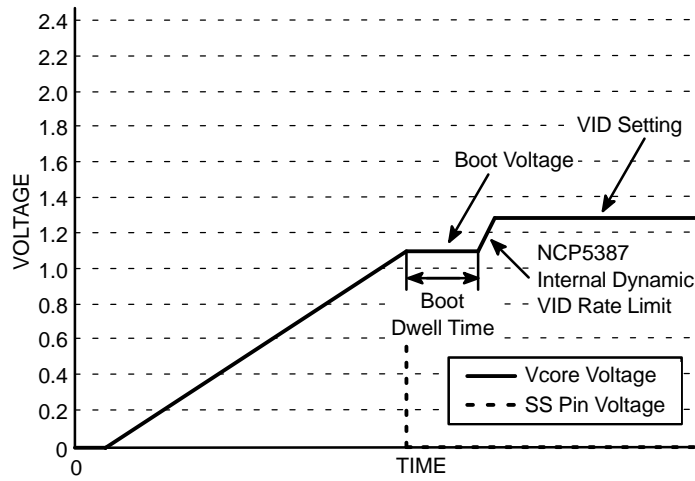 2.4
2.2
2.0
1.8
1.6
1.4
1.2
1.0
0.8
0.6
0.4
0.2
0
0
VOLTAGE
TIME
VID Setting
Boot Voltage
NCP5387
Internal Dynamic
VID Rate Limit
Boot
Dwell Time
Vcore Voltage
SS Pin Voltage